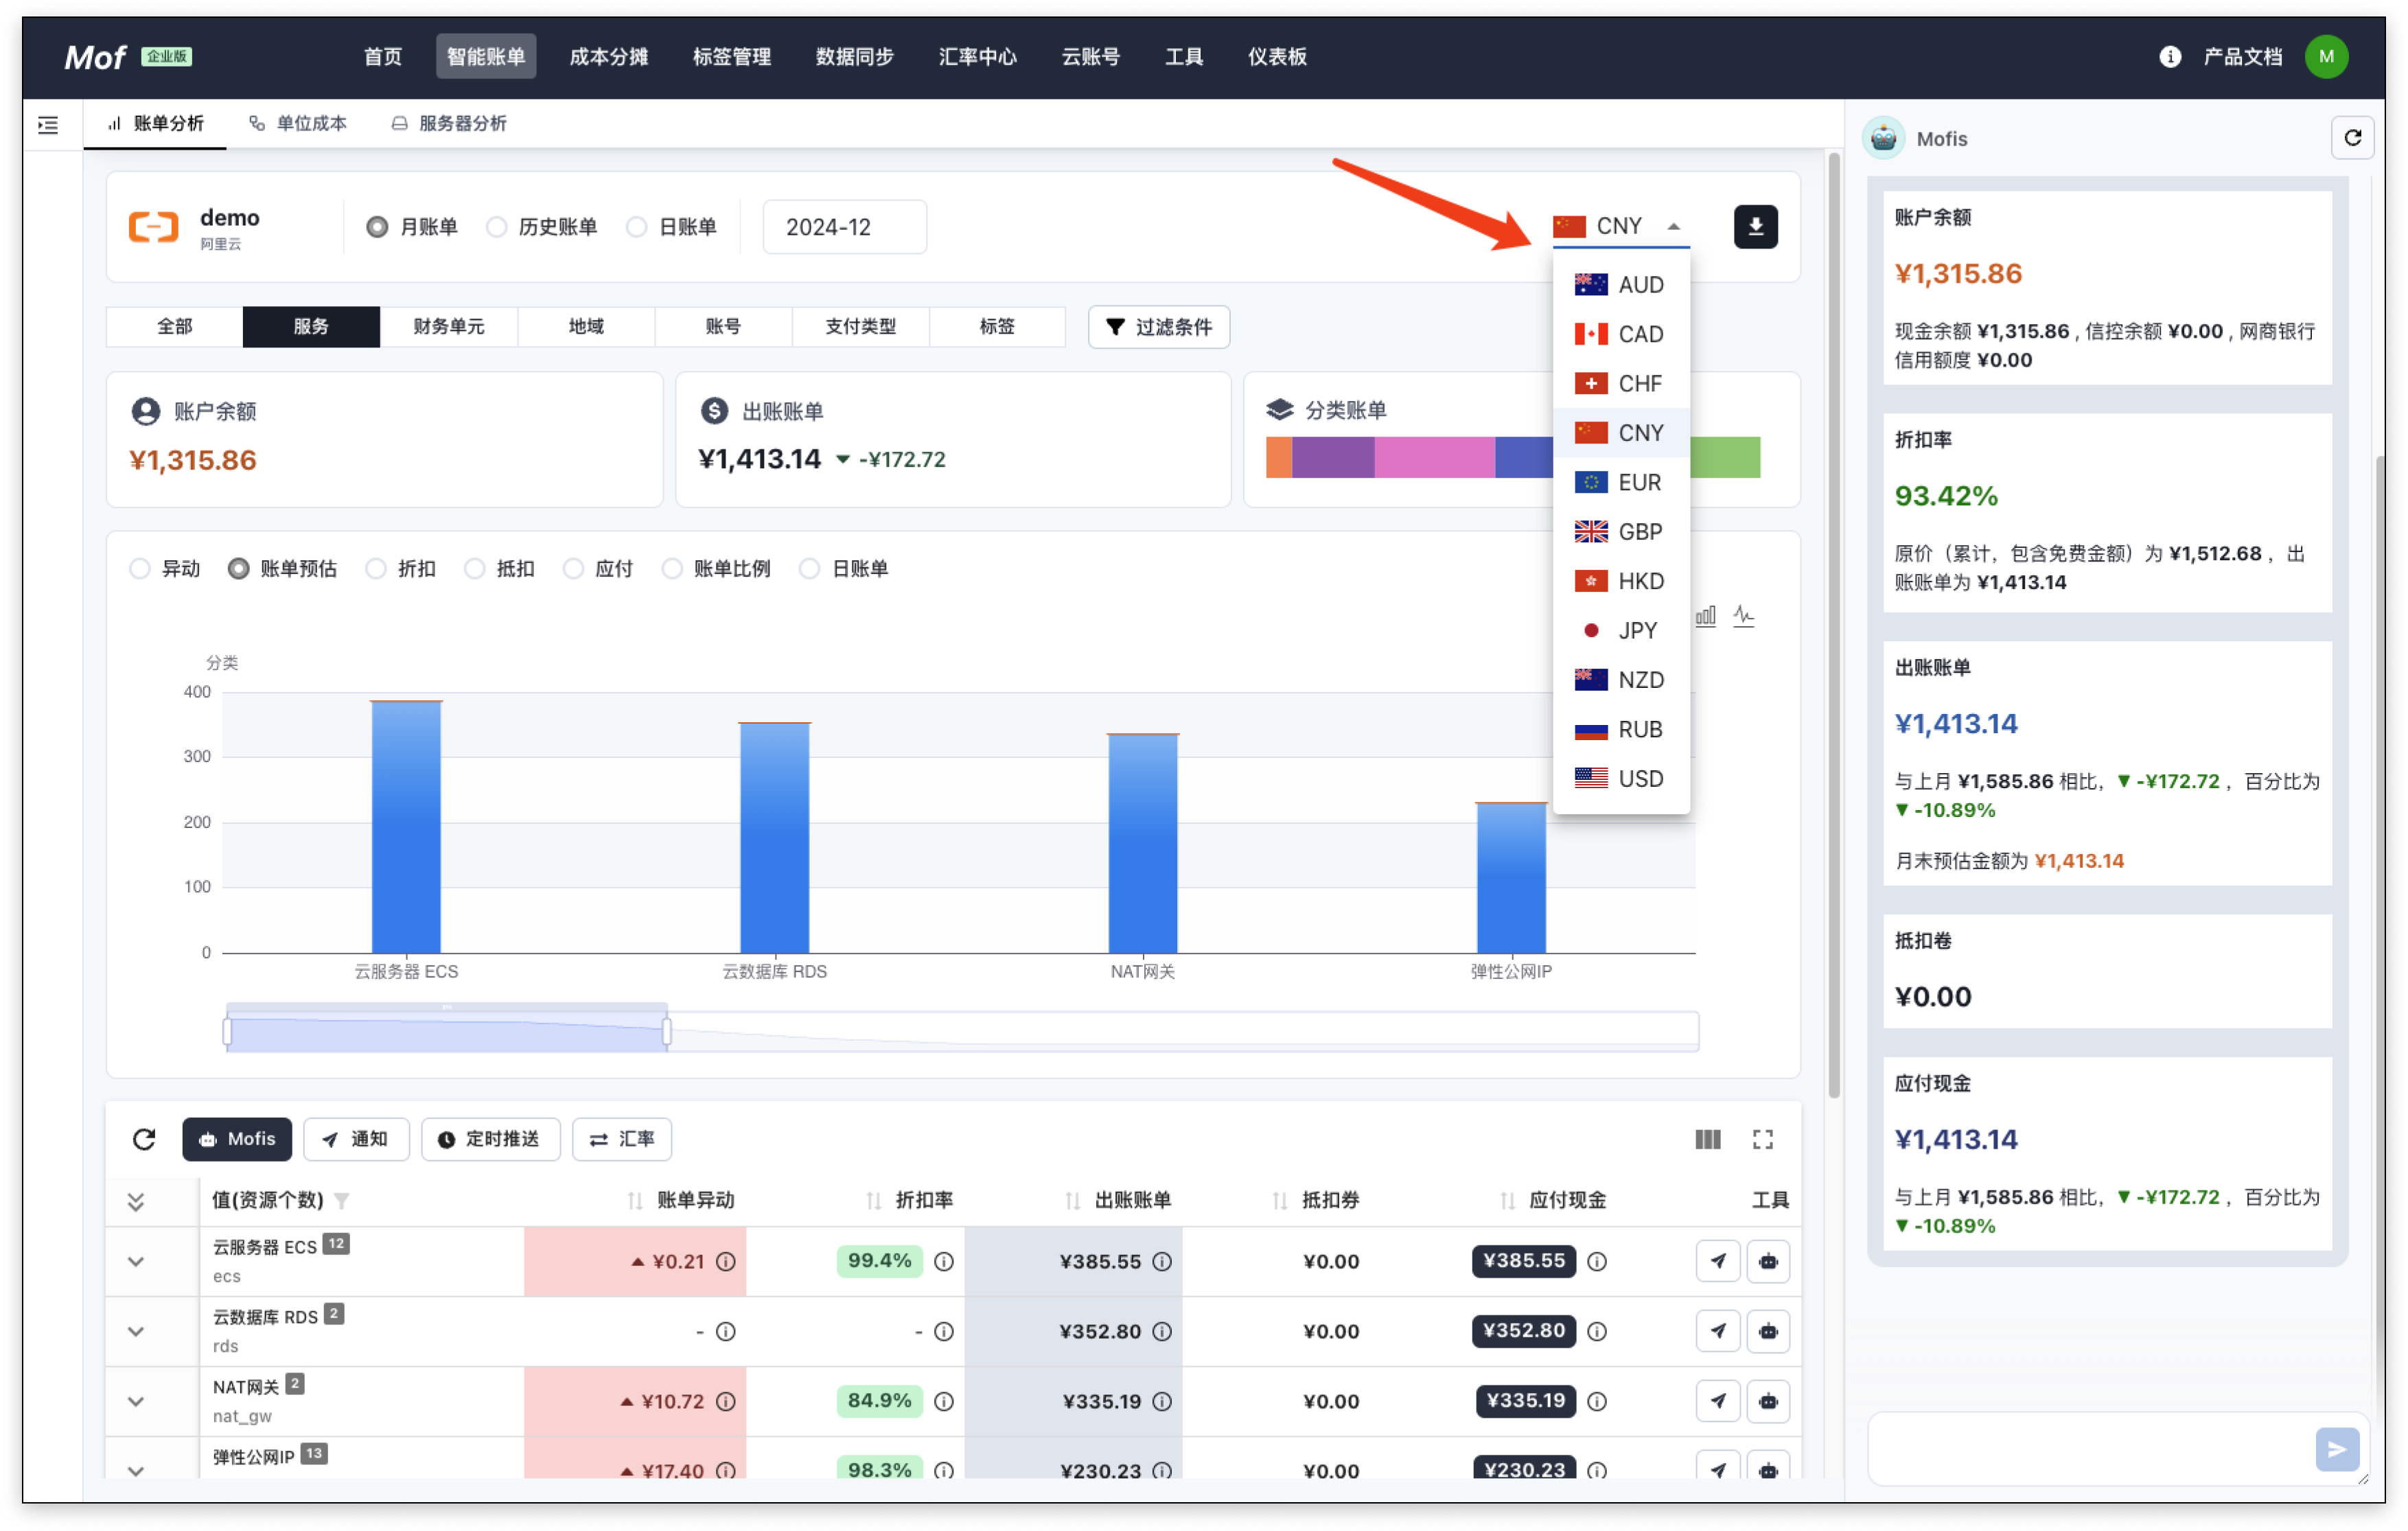 Mof 企业版 首页 智能账单 成本分摊 标签管理 数据同步 汇率中心 云账号 工具 仪表板 产品文档 M
账单分析 单位成本 服务器分析
demo
阿里云
月账单 历史账单 日账单 2024-12 CNY
AUD
CAD
CHF
CNY
EUR
GBP
HKD
JPY
NZD
RUB
USD
全部 服务 财务单元 地域 账号 支付类型 标签 过滤条件
账户余额
¥1,315.86
出账账单
¥1,413.14 -¥172.72
分类账单
异动 账单预估 折扣 抵扣 应付 账单比例 日账单
分类
400
300
200
100
0
云服务器 ECS 云数据库 RDS NAT网关 弹性公网IP
Mofis 通知 定时推送 汇率
值(资源个数) 账单异动 折扣率 出账账单 抵扣券 应付现金 工具
云服务器 ECS 12 ¥0.21 99.4% ¥385.55 ¥0.00 ¥385.55
ecs
云数据库 RDS 2 - - ¥352.80 ¥0.00 ¥352.80
rds
NAT网关 2 ¥10.72 84.9% ¥335.19 ¥0.00 ¥335.19
nat_gw
弹性公网IP 13 ¥17.40 98.3% ¥230.23 ¥0.00 ¥230.23
Mofis
账户余额
¥1,315.86
现金余额 ¥1,315.86 , 信控余额 ¥0.00 , 网商银行
信用额度 ¥0.00
折扣率
93.42%
原价（累计，包含免费金额）为 ¥1,512.68 ，出
账账单为 ¥1,413.14
出账账单
¥1,413.14
与上月 ¥1,585.86 相比，▼ -¥172.72 ，百分比为
▼ -10.89%
月末预估金额为 ¥1,413.14
抵扣卷
¥0.00
应付现金
¥1,413.14
与上月 ¥1,585.86 相比，▼ -¥172.72 ，百分比为
▼ -10.89%